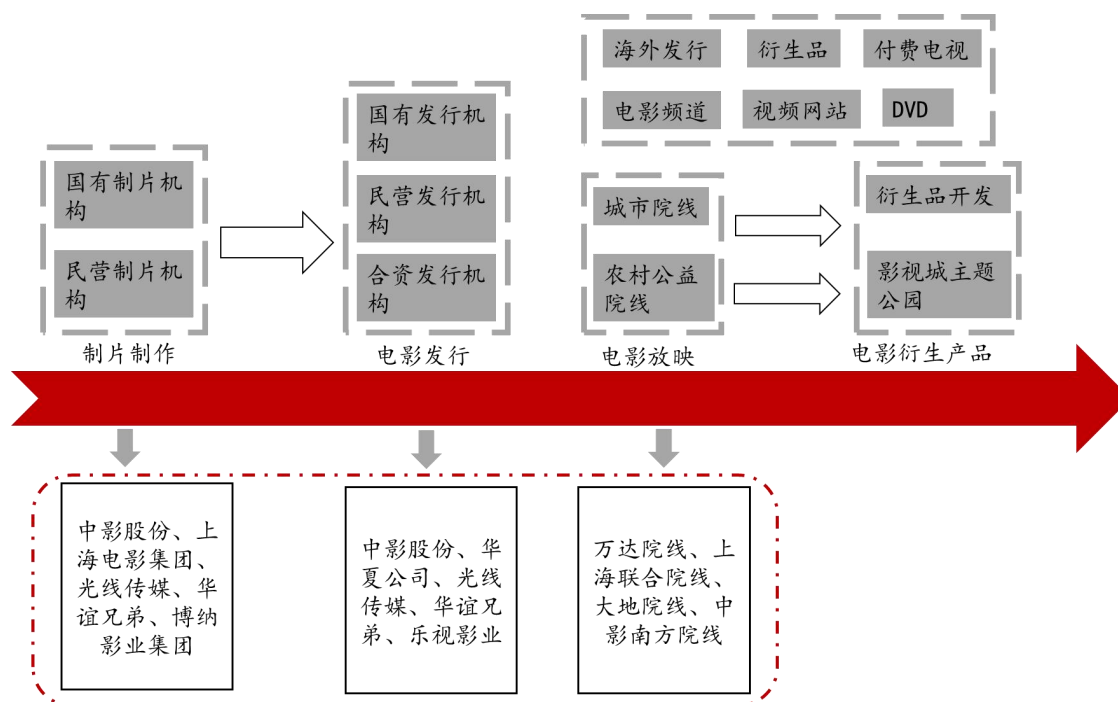 海外发行
衍生品
付费电视
电影频道
视频网站
DVD
国有制片机
构
民营制片机
构
制片制作
国有发行机
构
民营发行机
构
合资发行机
构
电影发行
城市院线
农村公益
院线
电影放映
衍生品开发
影视城主题
公园
电影衍生产品
中影股份、上
海电影集团、
光线传媒、华
谊兄弟、博纳
影业集团
中影股份、华
夏公司、光线
传媒、华谊兄
弟、乐视影业
万达院线、上
海联合院线、
大地院线、中
影南方院线